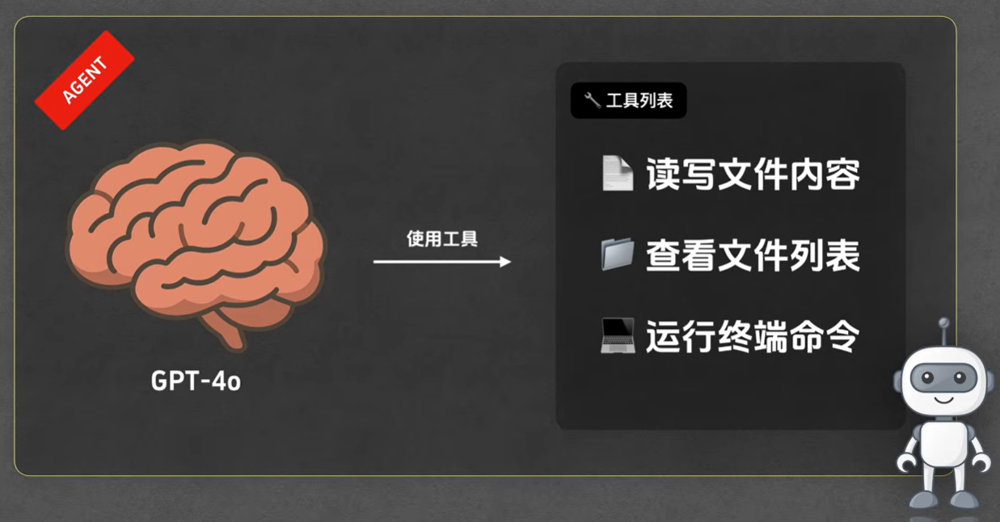 AGENT
🔧 工具列表
📄 读写文件内容
使用工具
📁 查看文件列表
💻 运行终端命令
GPT-4o